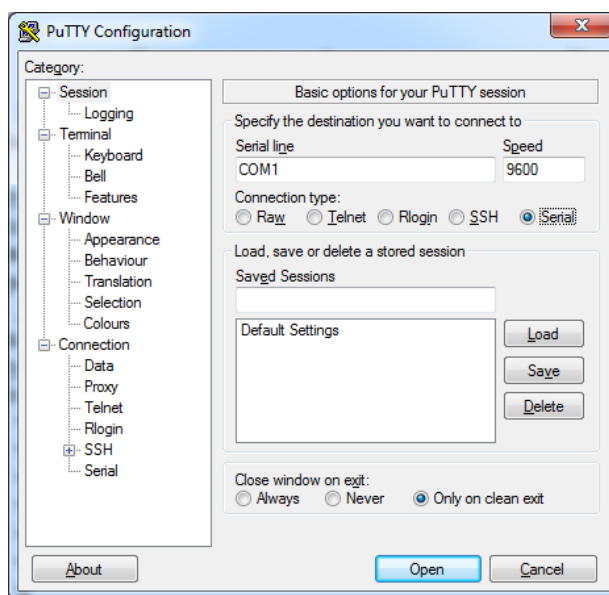 PuTTY Configuration
Category:
Session
Logging
Terminal
Keyboard
Bell
Features
Window
Appearance
Behaviour
Translation
Selection
Colours
Connection
Data
Proxy
Telnet
Rlogin
SSH
Serial
Basic options for your PuTTY session
Specify the destination you want to connect to
Serial line Speed
COM1 9600
Connection type:
Raw Telnet Rlogin SSH Serial
Load, save or delete a stored session
Saved Sessions
Default Settings
Load
Save
Delete
Close window on exit:
Always Never Only on clean exit
About Open Cancel